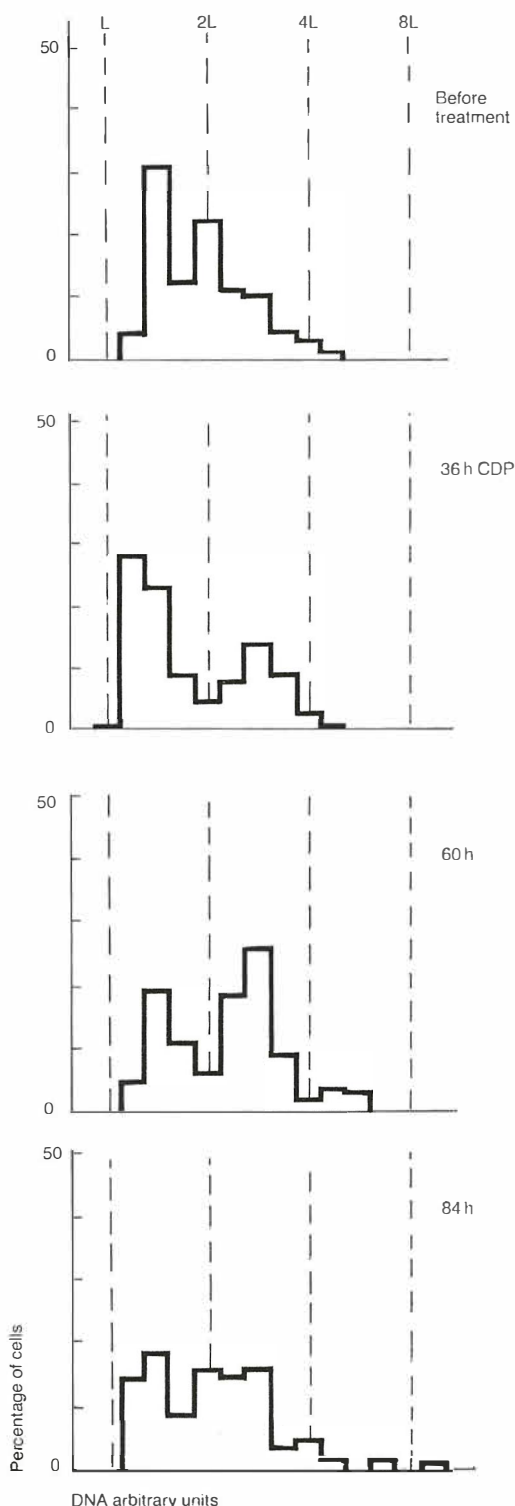 L 2L 4L 8L
50
Before
treatment
0
50
36 h CDP
0
50
60 h
0
50
84 h
Percentage of cells
0
DNA arbitrary units